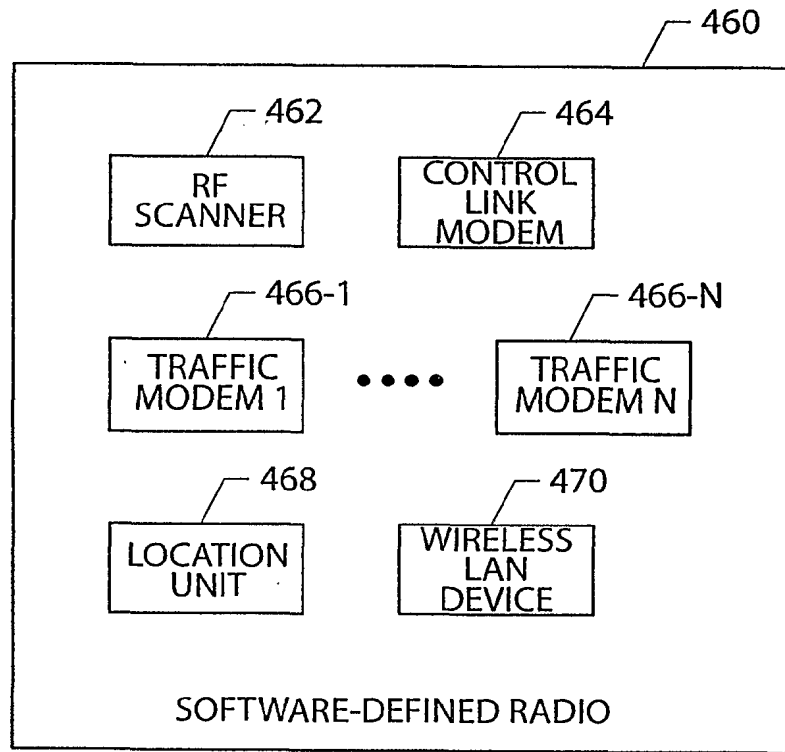 460
462
464
RF
SCANNER
CONTROL
LINK
MODEM
466-1
466-N
TRAFFIC
MODEM 1
TRAFFIC
MODEM N
468
470
LOCATION
UNIT
WIRELESS
LAN
DEVICE
SOFTWARE-DEFINED RADIO